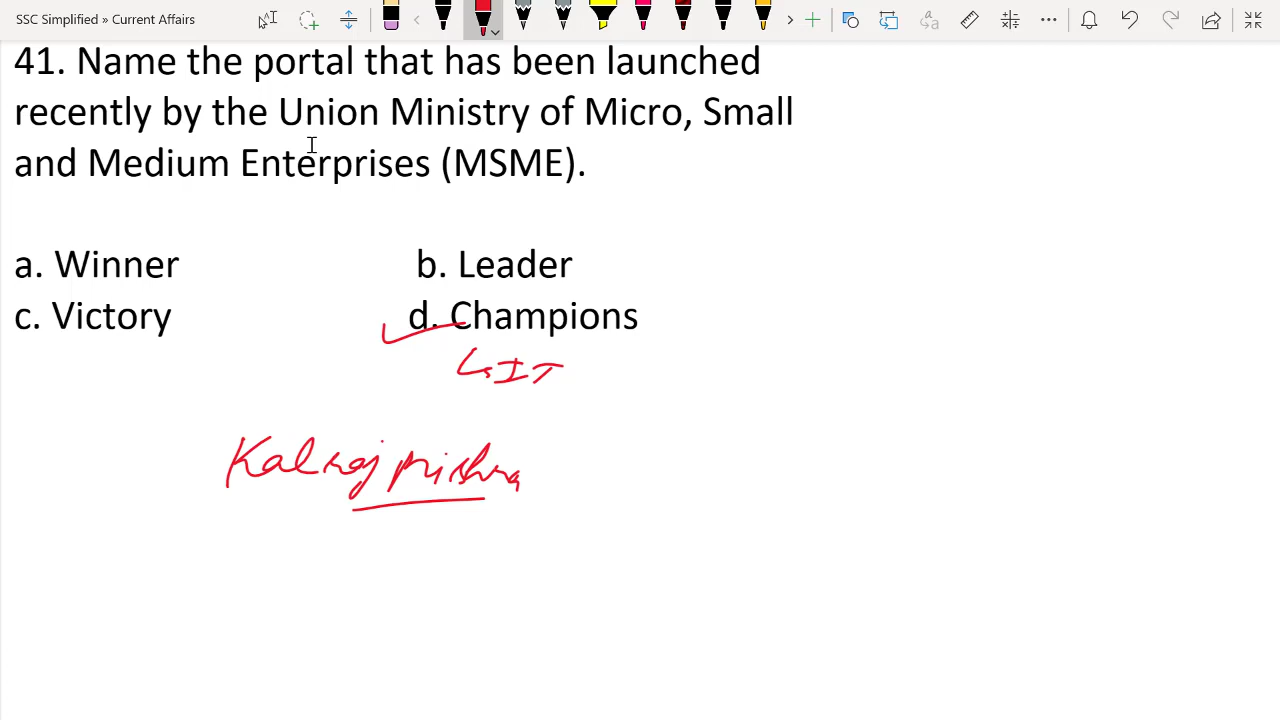 SSC Simplified » Current Affairs
41. Name the portal that has been launched
recently by the Union Ministry of Micro, Small
and Medium Enterprises (MSME).
a. Winner b. Leader
c. Victory d. Champions
IT
Kalraj Mishra